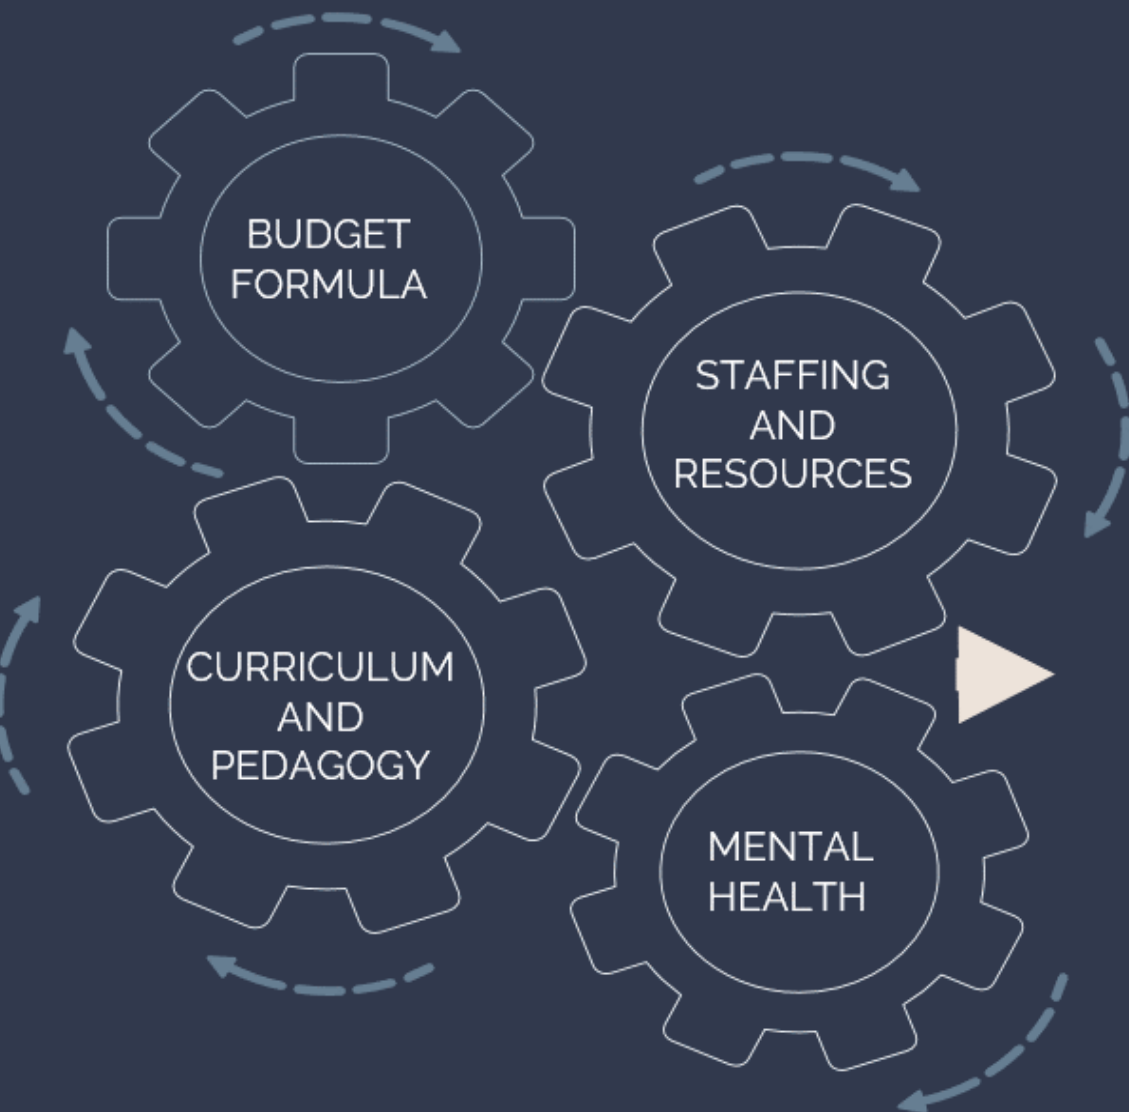 BUDGET
FORMULA
STAFFING
AND
RESOURCES
CURRICULUM
AND
PEDAGOGY
MENTAL
HEALTH